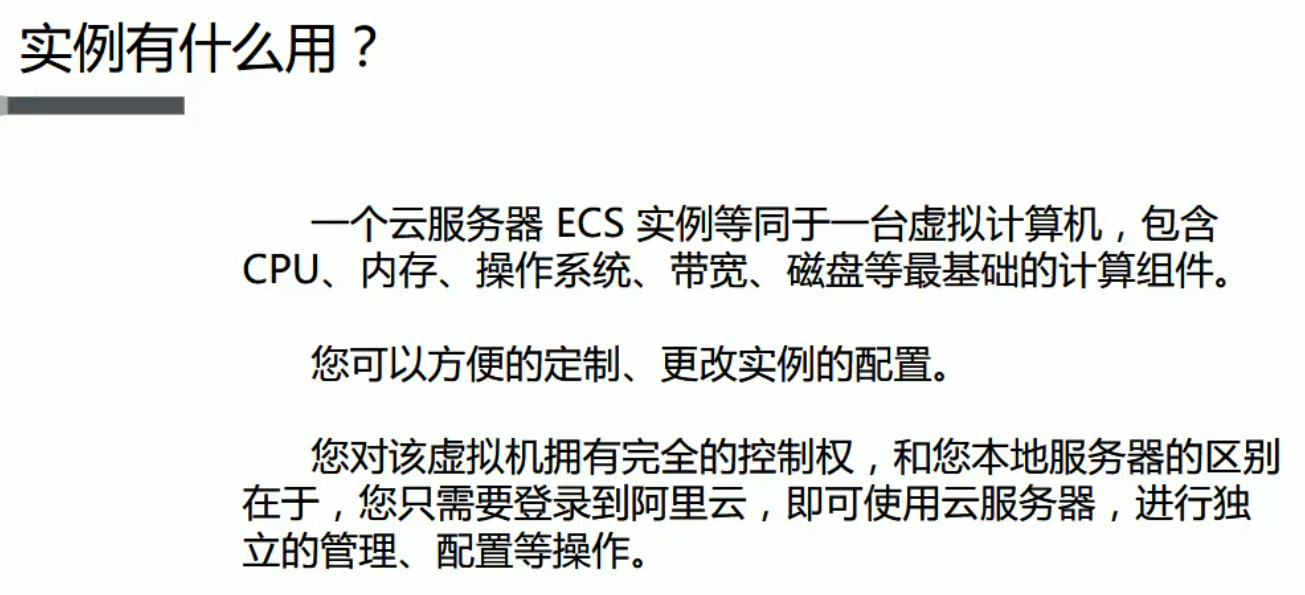 实例有什么用？
一个云服务器 ECS 实例等同于一台虚拟计算机，包含
CPU、内存、操作系统、带宽、磁盘等最基础的计算组件。
您可以方便的定制、更改实例的配置。
您对该虚拟机拥有完全的控制权，和您本地服务器的区别
在于，您只需要登录到阿里云，即可使用云服务器，进行独
立的管理、配置等操作。